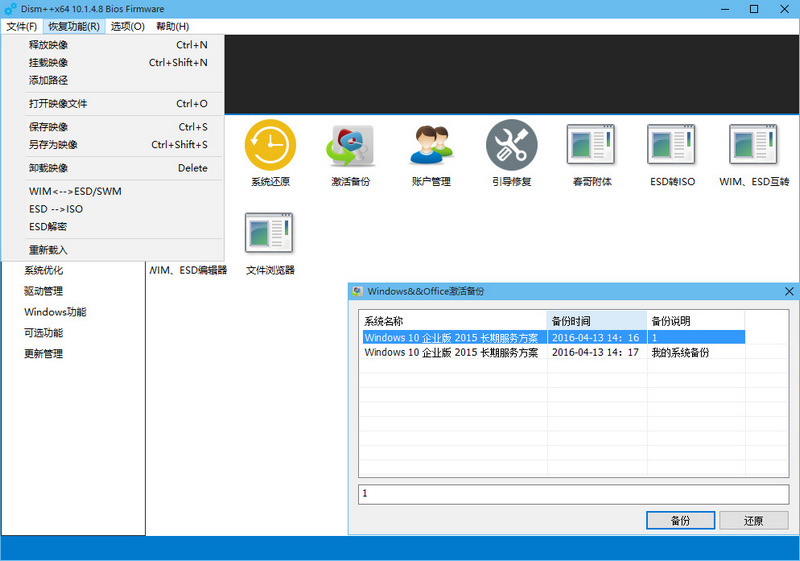 Dism++x64 10.1.4.8 Bios Firmware
文件(F) 恢复功能(R) 选项(O) 帮助(H)
释放映像 Ctrl+N
挂载映像 Ctrl+Shift+N
添加路径
打开映像文件 Ctrl+O
保存映像 Ctrl+S
另存为映像 Ctrl+Shift+S
卸载映像 Delete
WIM<-->ESD/SWM
ESD -->ISO
ESD解密
重新载入
系统优化
驱动管理
Windows功能
可选功能
更新管理
系统还原 激活备份 账户管理 引导修复 春哥附体 ESD转ISO WIM、ESD互转
WIM、ESD编辑器 文件浏览器
Windows&&Office激活备份
系统名称 备份时间 备份说明
Windows 10 企业版 2015 长期服务方案 2016-04-13 14：16 1
Windows 10 企业版 2015 长期服务方案 2016-04-13 14：17 我的系统备份
1
备份 还原